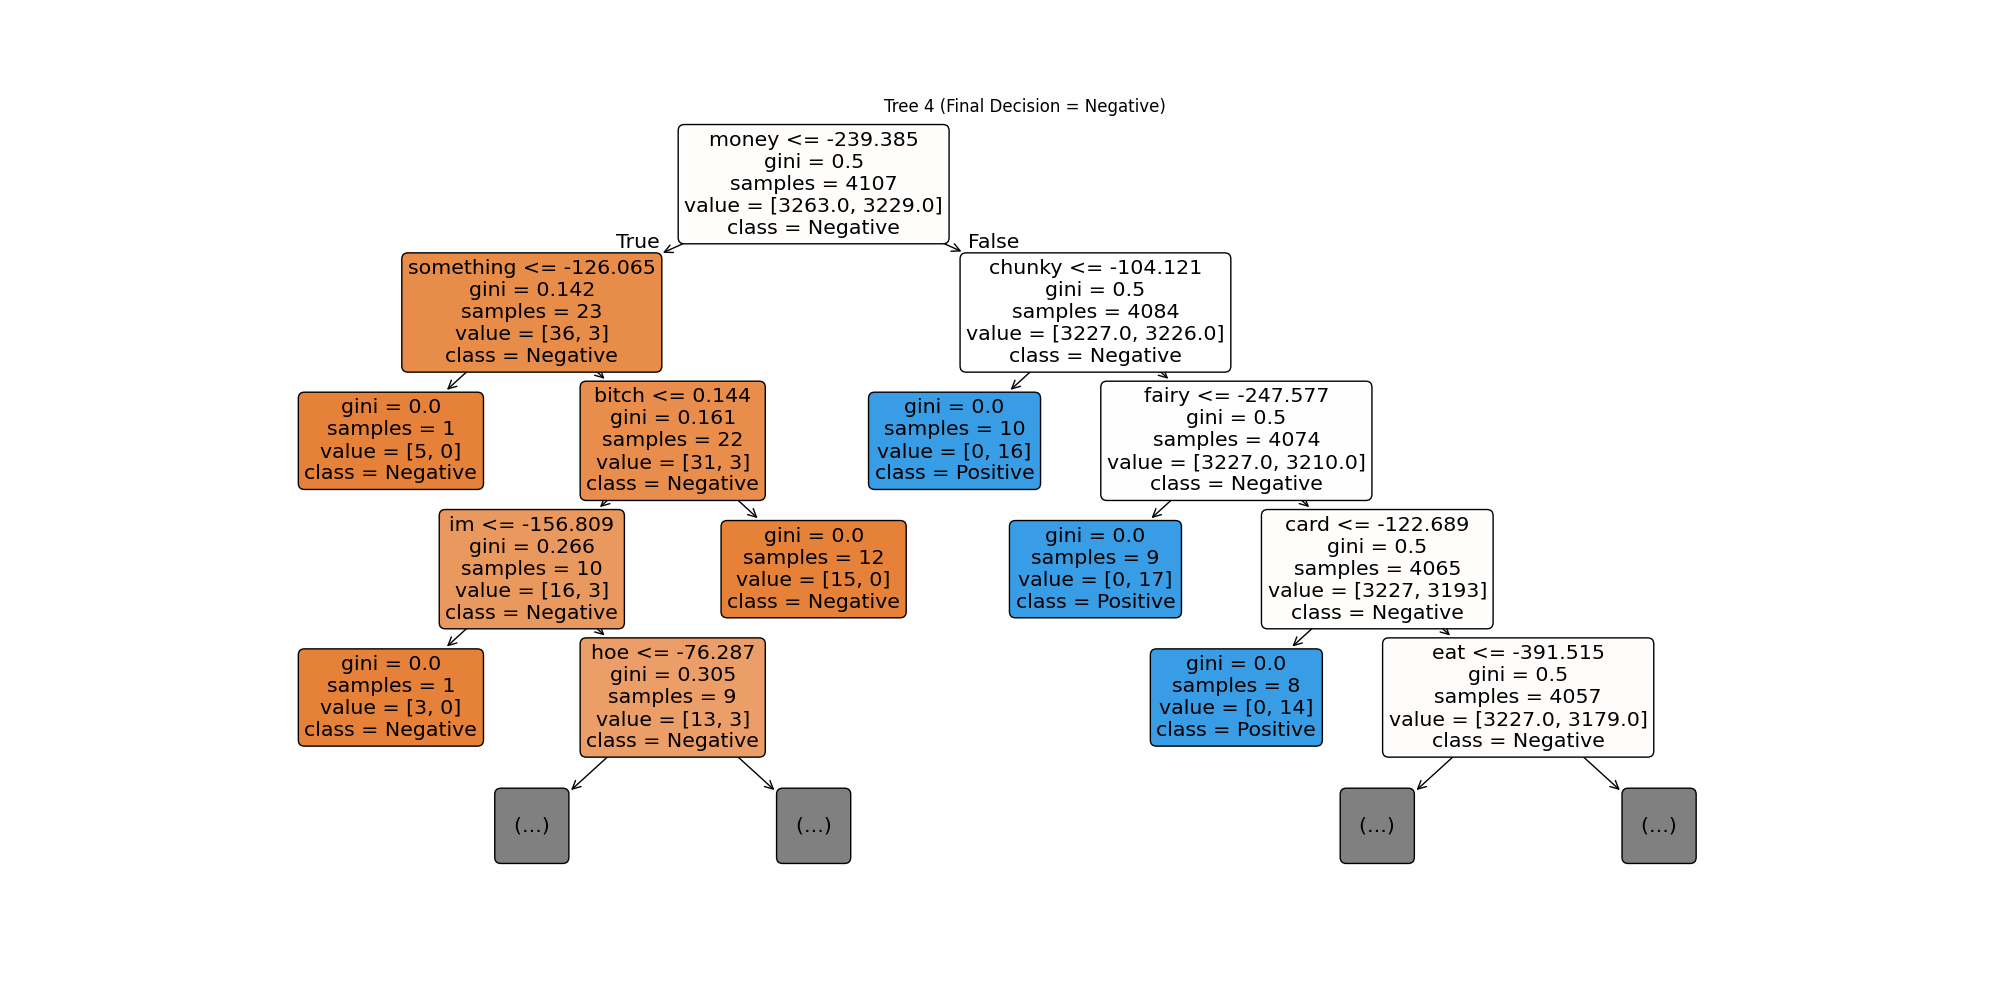 Tree 4 (Final Decision = Negative)
money <= -239.385
gini = 0.5
samples = 4107
value = [3263.0, 3229.0]
class = Negative
True
False
something <= -126.065
gini = 0.142
samples = 23
value = [36, 3]
class = Negative
chunky <= -104.121
gini = 0.5
samples = 4084
value = [3227.0, 3226.0]
class = Negative
gini = 0.0
samples = 1
value = [5, 0]
class = Negative
bitch <= 0.144
gini = 0.161
samples = 22
value = [31, 3]
class = Negative
gini = 0.0
samples = 10
value = [0, 16]
class = Positive
fairy <= -247.577
gini = 0.5
samples = 4074
value = [3227.0, 3210.0]
class = Negative
im <= -156.809
gini = 0.266
samples = 10
value = [16, 3]
class = Negative
gini = 0.0
samples = 12
value = [15, 0]
class = Negative
gini = 0.0
samples = 9
value = [0, 17]
class = Positive
card <= -122.689
gini = 0.5
samples = 4065
value = [3227, 3193]
class = Negative
gini = 0.0
samples = 1
value = [3, 0]
class = Negative
hoe <= -76.287
gini = 0.305
samples = 9
value = [13, 3]
class = Negative
gini = 0.0
samples = 8
value = [0, 14]
class = Positive
eat <= -391.515
gini = 0.5
samples = 4057
value = [3227.0, 3179.0]
class = Negative
(...)
(...)
(...)
(...)